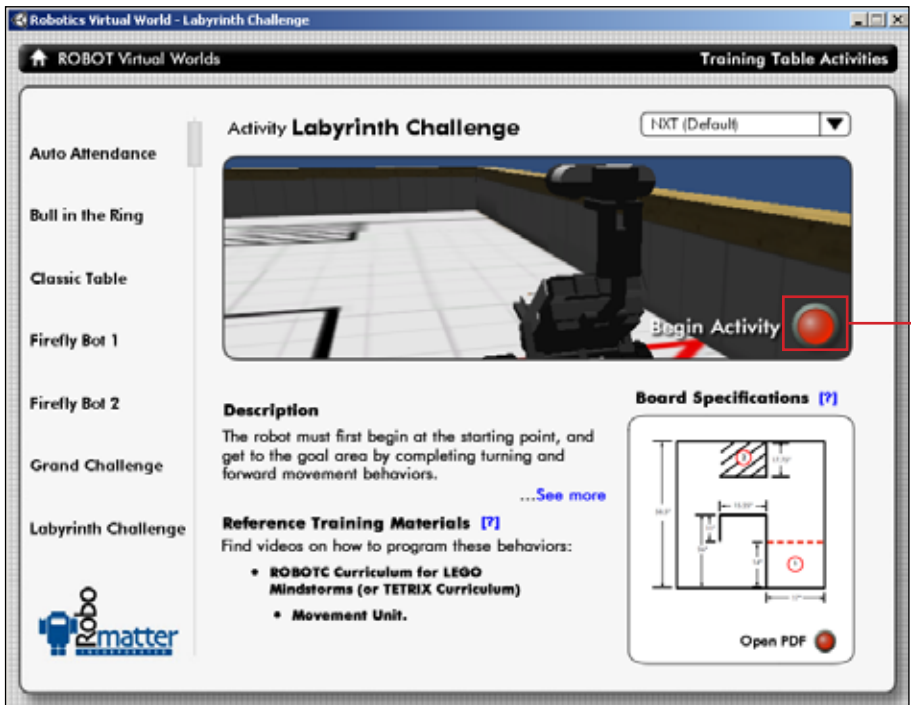 Robotics Virtual World - Labyrinth Challenge
ROBOT Virtual Worlds
Training Table Activities
Auto Attendance
Bull in the Ring
Classic Table
Firefly Bot 1
Firefly Bot 2
Grand Challenge
Labyrinth Challenge
Robomatter
INCORPORATED
Activity Labyrinth Challenge
NXT (Default)
Begin Activity
Description
The robot must first begin at the starting point, and
get to the goal area by completing turning and
forward movement behaviors.
...See more
Reference Training Materials [?]
Find videos on how to program these behaviors:
• ROBOTC Curriculum for LEGO
Mindstorms (or TETRIX Curriculum)
• Movement Unit.
Board Specifications [?]
1
Open PDF